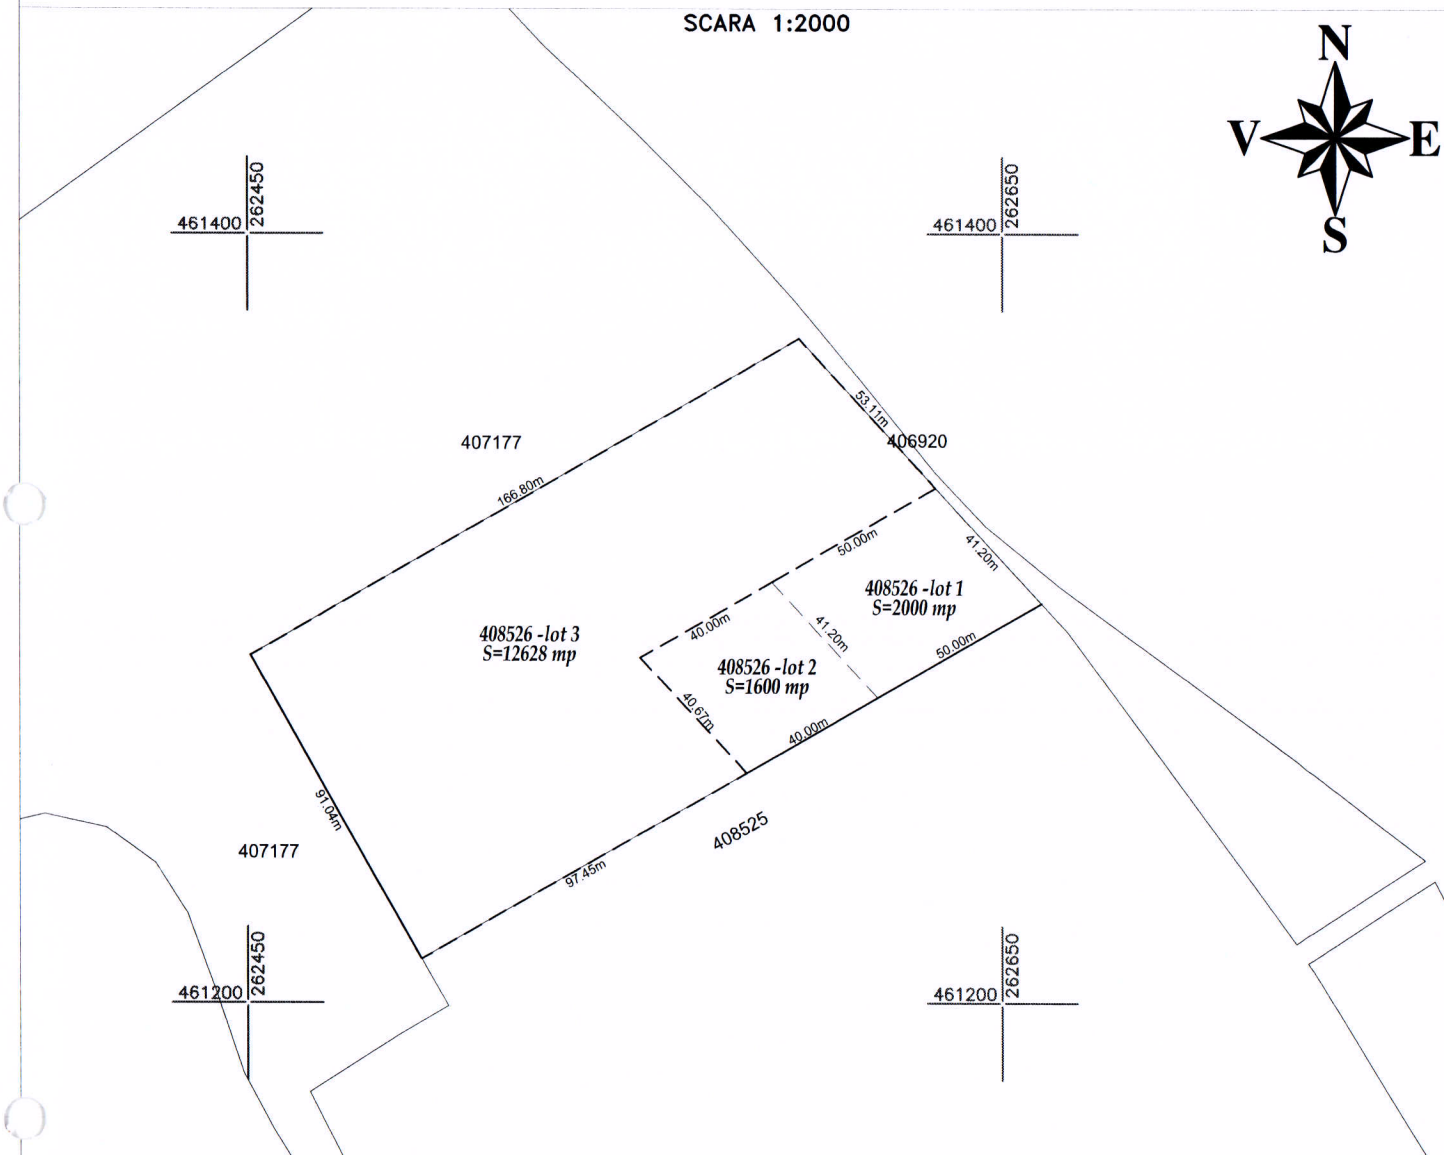 SCARA 1:2000
N
V
E
S
461400
262450
461400
262650
53.11m
406920
407177
166.80m
50.00m
41.20m
408526 -lot 1
S=2000 mp
40.00m
41.20m
408526 -lot 3
S=12628 mp
50.00m
408526 -lot 2
S=1600 mp
40.67m
40.00m
91.04m
408525
407177
97.45m
461200
262450
461200
262650